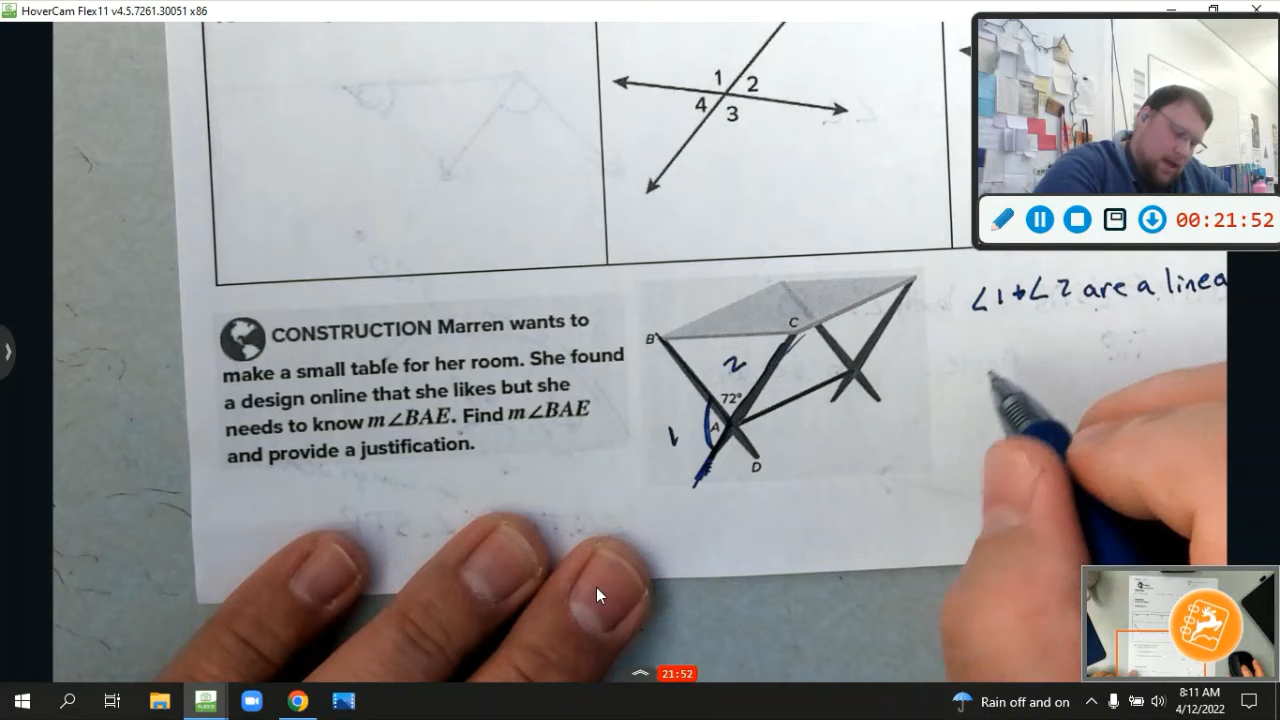 HoverCam Flex11 v4.5.7261.30051 x86
1
2
4
3
00:21:52
CONSTRUCTION Marren wants to
make a small table for her room. She found
a design online that she likes but she
needs to know m∠BAE. Find m∠BAE
and provide a justification.
B
C
2
72°
A
1
D
∠1 + ∠2 are a linea
21:52
Rain off and on
8:11 AM
4/12/2022